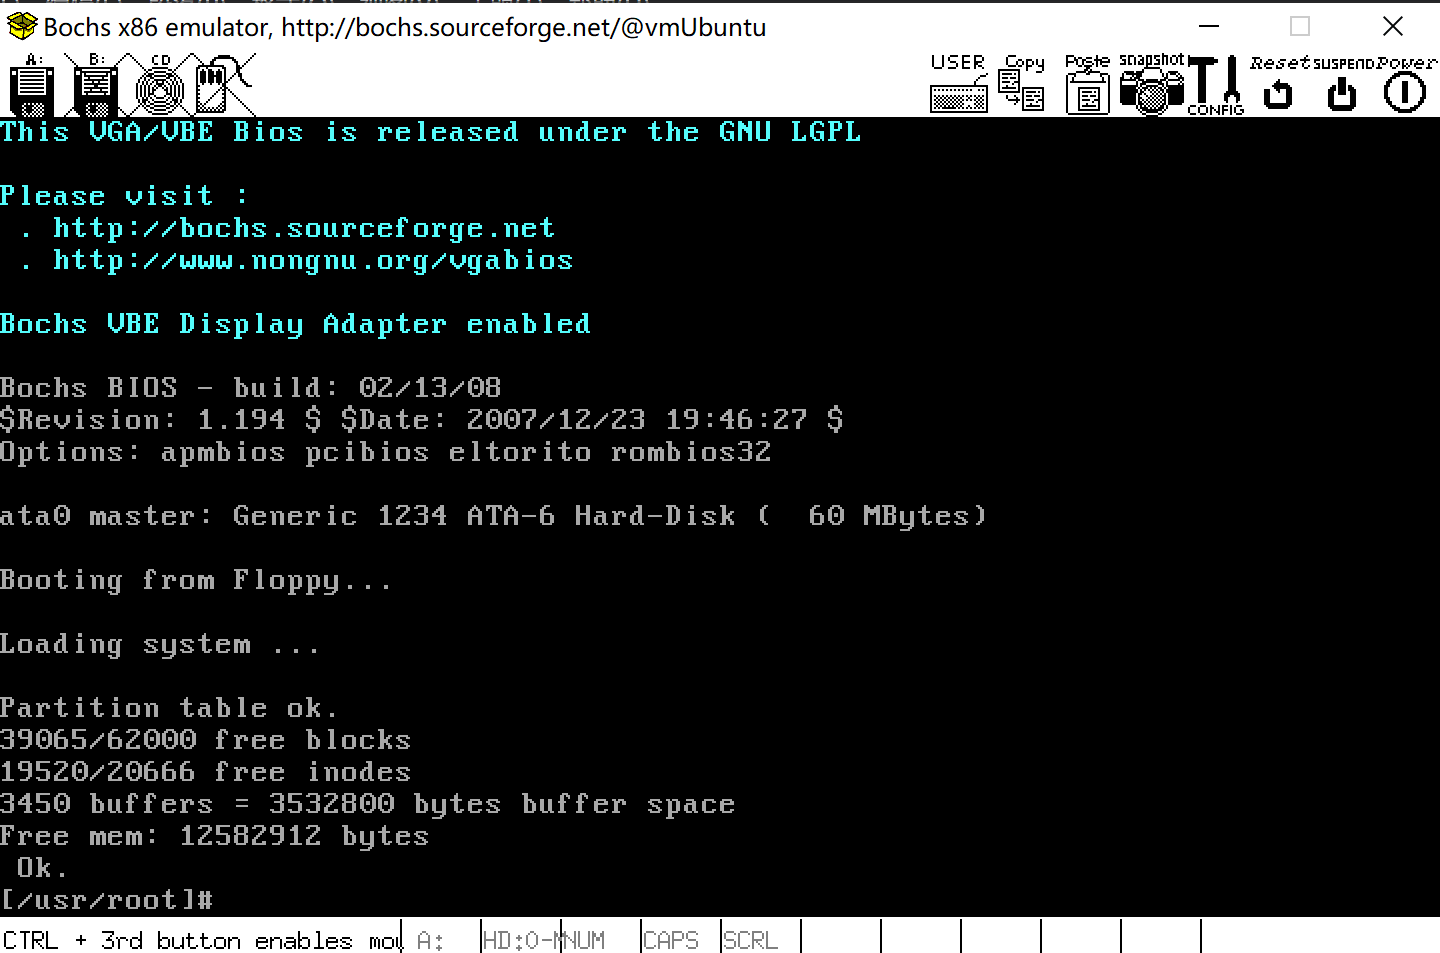 Bochs x86 emulator, http://bochs.sourceforge.net/@vmUbuntu
A: B: CD USER Copy Paste snapshot CONFIG Reset SUSPEND Power
This VGA/VBE Bios is released under the GNU LGPL
Please visit :
. http://bochs.sourceforge.net
. http://www.nongnu.org/vgabios
Bochs VBE Display Adapter enabled
Bochs BIOS - build: 02/13/08
$Revision: 1.194 $ $Date: 2007/12/23 19:46:27 $
Options: apmbios pcibios eltorito rombios32
ata0 master: Generic 1234 ATA-6 Hard-Disk (  60 MBytes)
Booting from Floppy...
Loading system ...
Partition table ok.
39065/62000 free blocks
19520/20666 free inodes
3450 buffers = 3532800 bytes buffer space
Free mem: 12582912 bytes
Ok.
[/usr/root]#
CTRL + 3rd button enables mou A: HD:0-M NUM CAPS SCRL